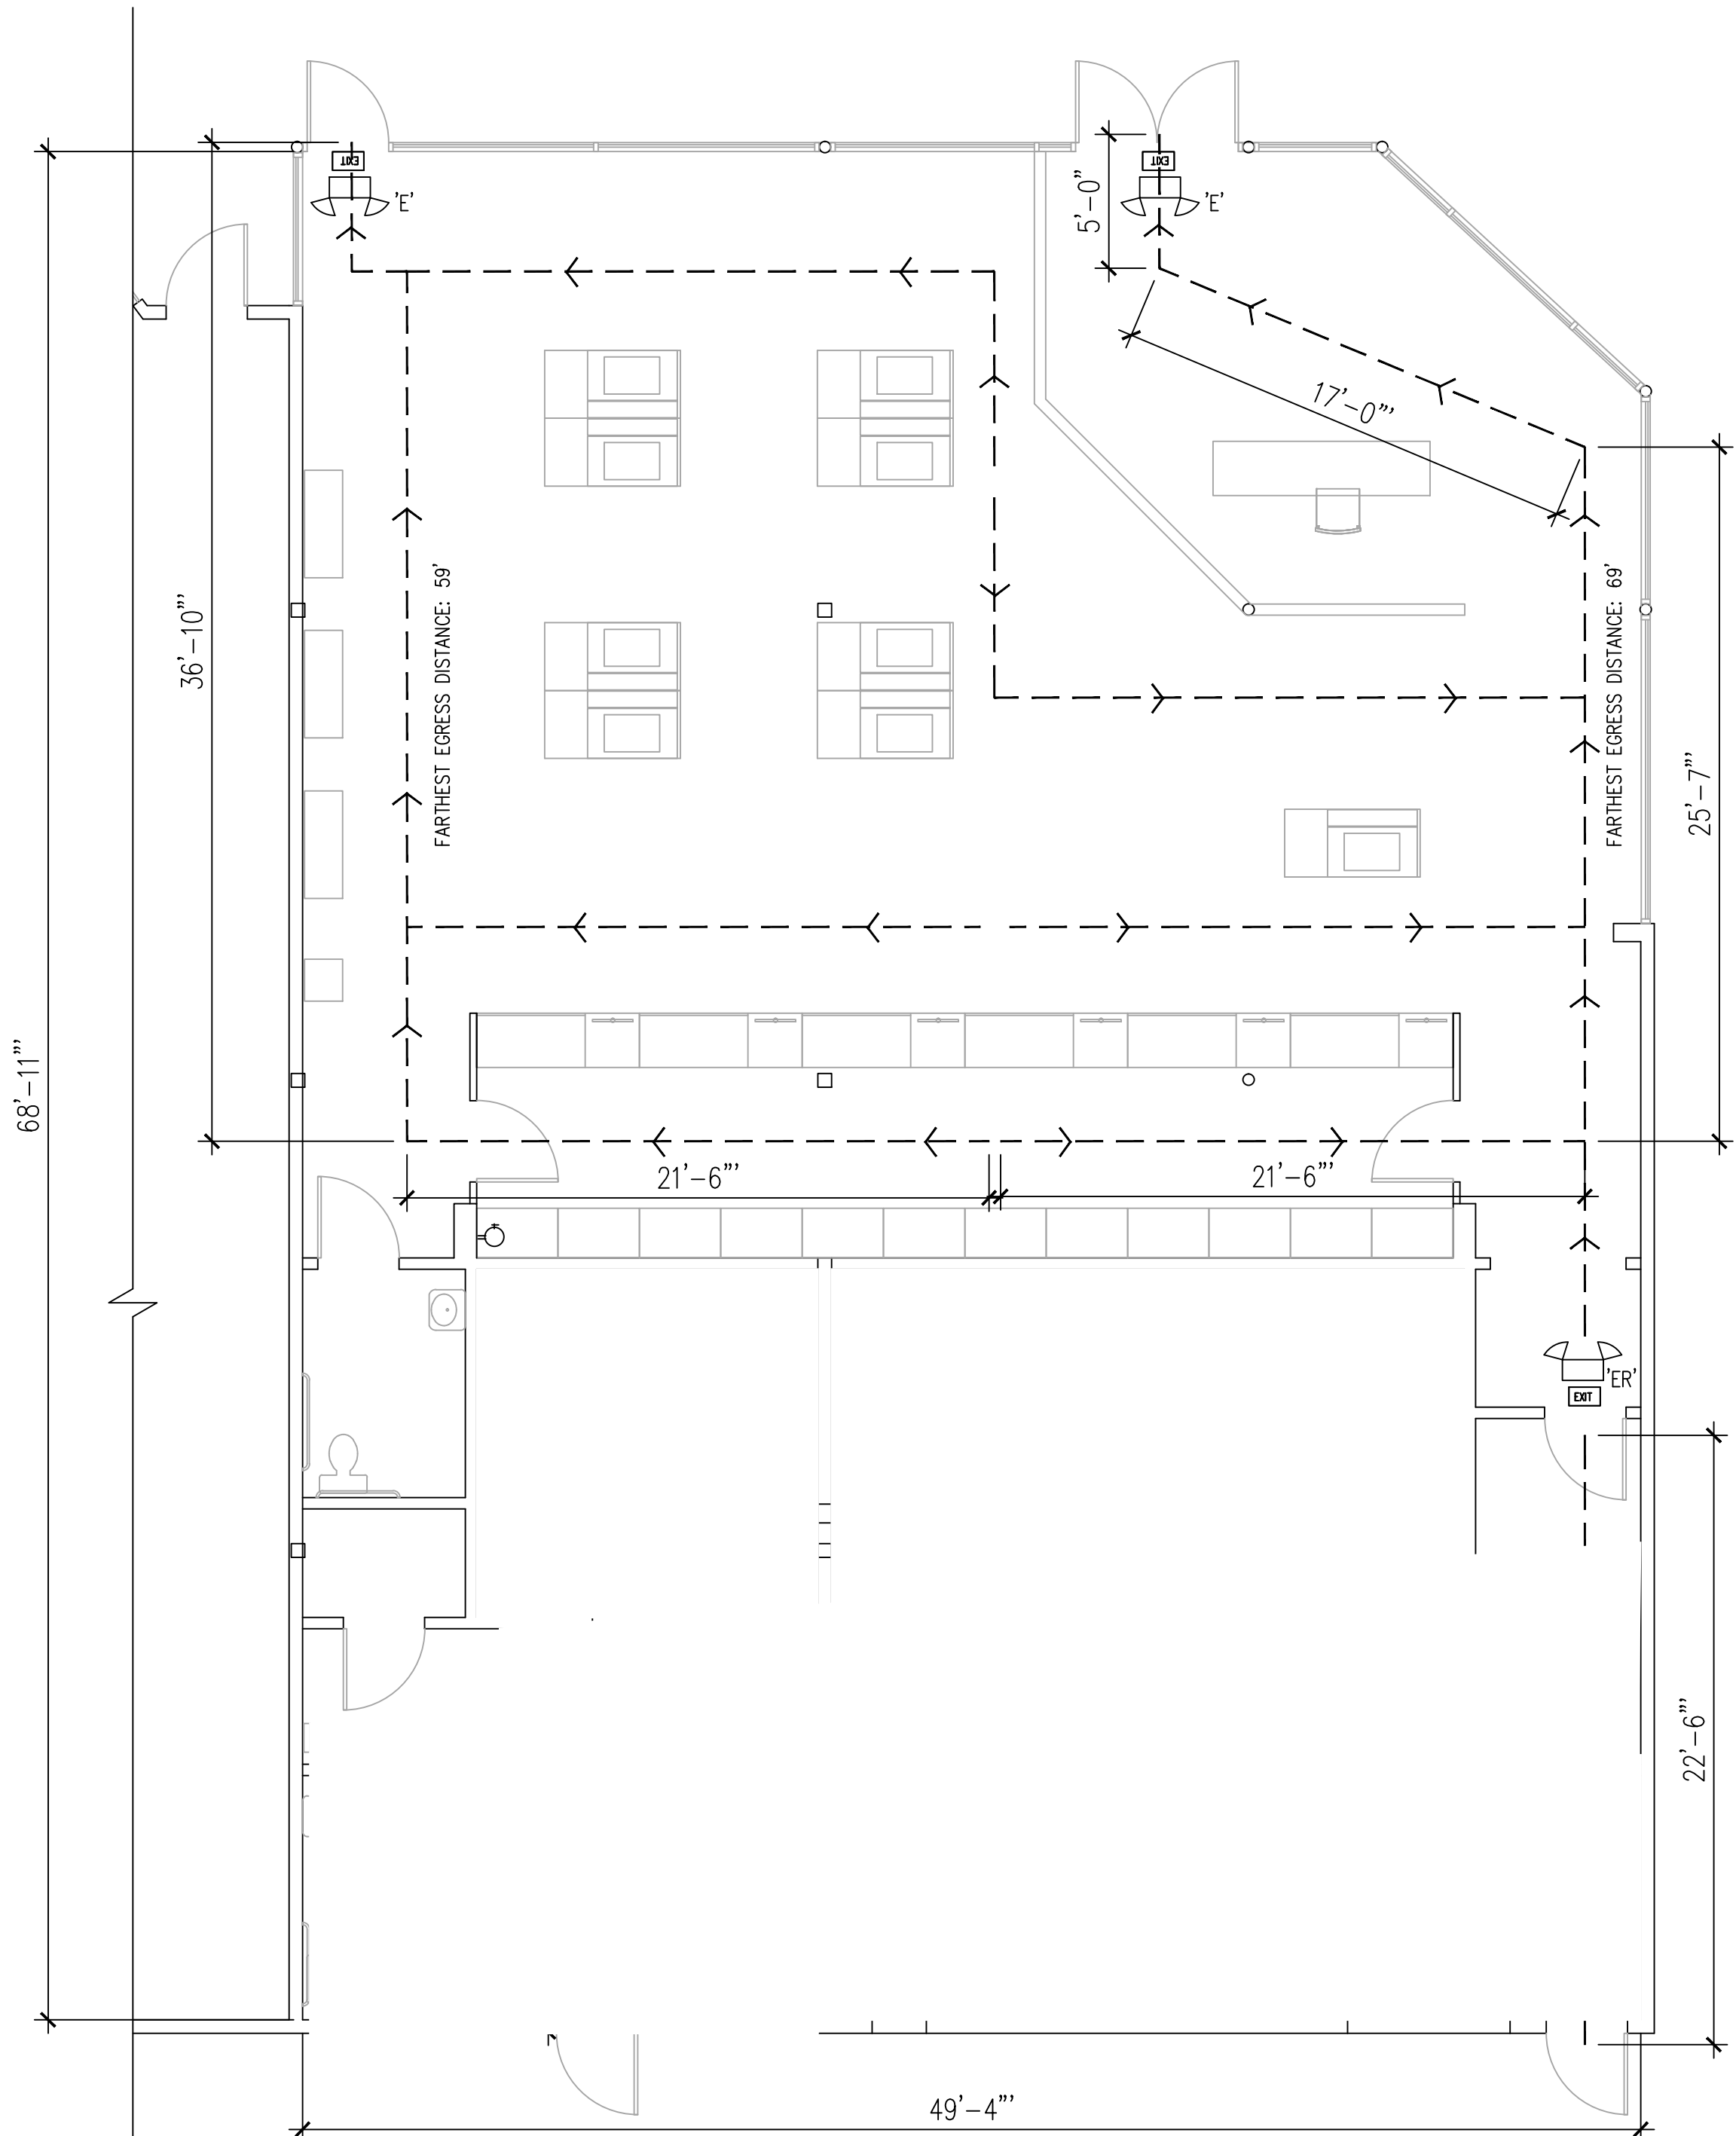 EXIT
'E'
EXIT
'E'
5'-0"
17'-0"'
36'-10"'
FARTHEST EGRESS DISTANCE: 59'
FARTHEST EGRESS DISTANCE: 69'
25'-7"'
68'-11"'
21'-6"'
21'-6"'
'ER'
EXIT
22'-6"'
49'-4"'